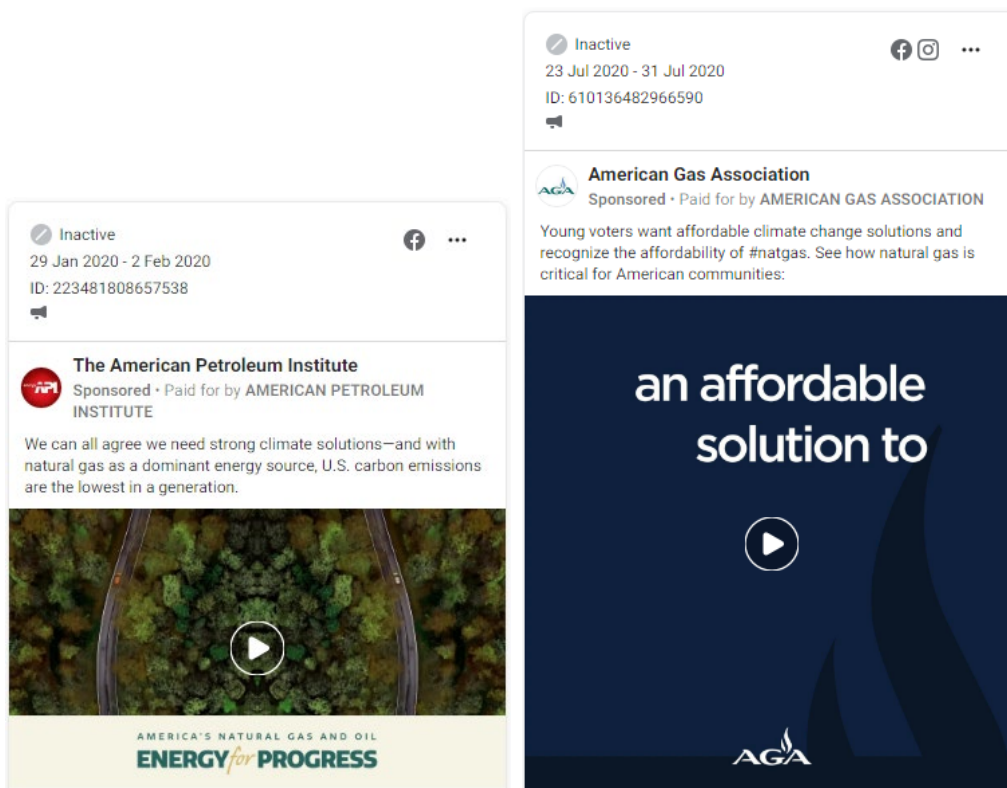 Inactive
29 Jan 2020 - 2 Feb 2020
ID: 223481808657538
The American Petroleum Institute
Sponsored • Paid for by AMERICAN PETROLEUM
INSTITUTE
API
We can all agree we need strong climate solutions—and with
natural gas as a dominant energy source, U.S. carbon emissions
are the lowest in a generation.
AMERICA'S NATURAL GAS AND OIL
ENERGY for PROGRESS
Inactive
23 Jul 2020 - 31 Jul 2020
ID: 610136482966590
AGA
American Gas Association
Sponsored • Paid for by AMERICAN GAS ASSOCIATION
Young voters want affordable climate change solutions and
recognize the affordability of #natgas. See how natural gas is
critical for American communities:
an affordable
solution to
AGA